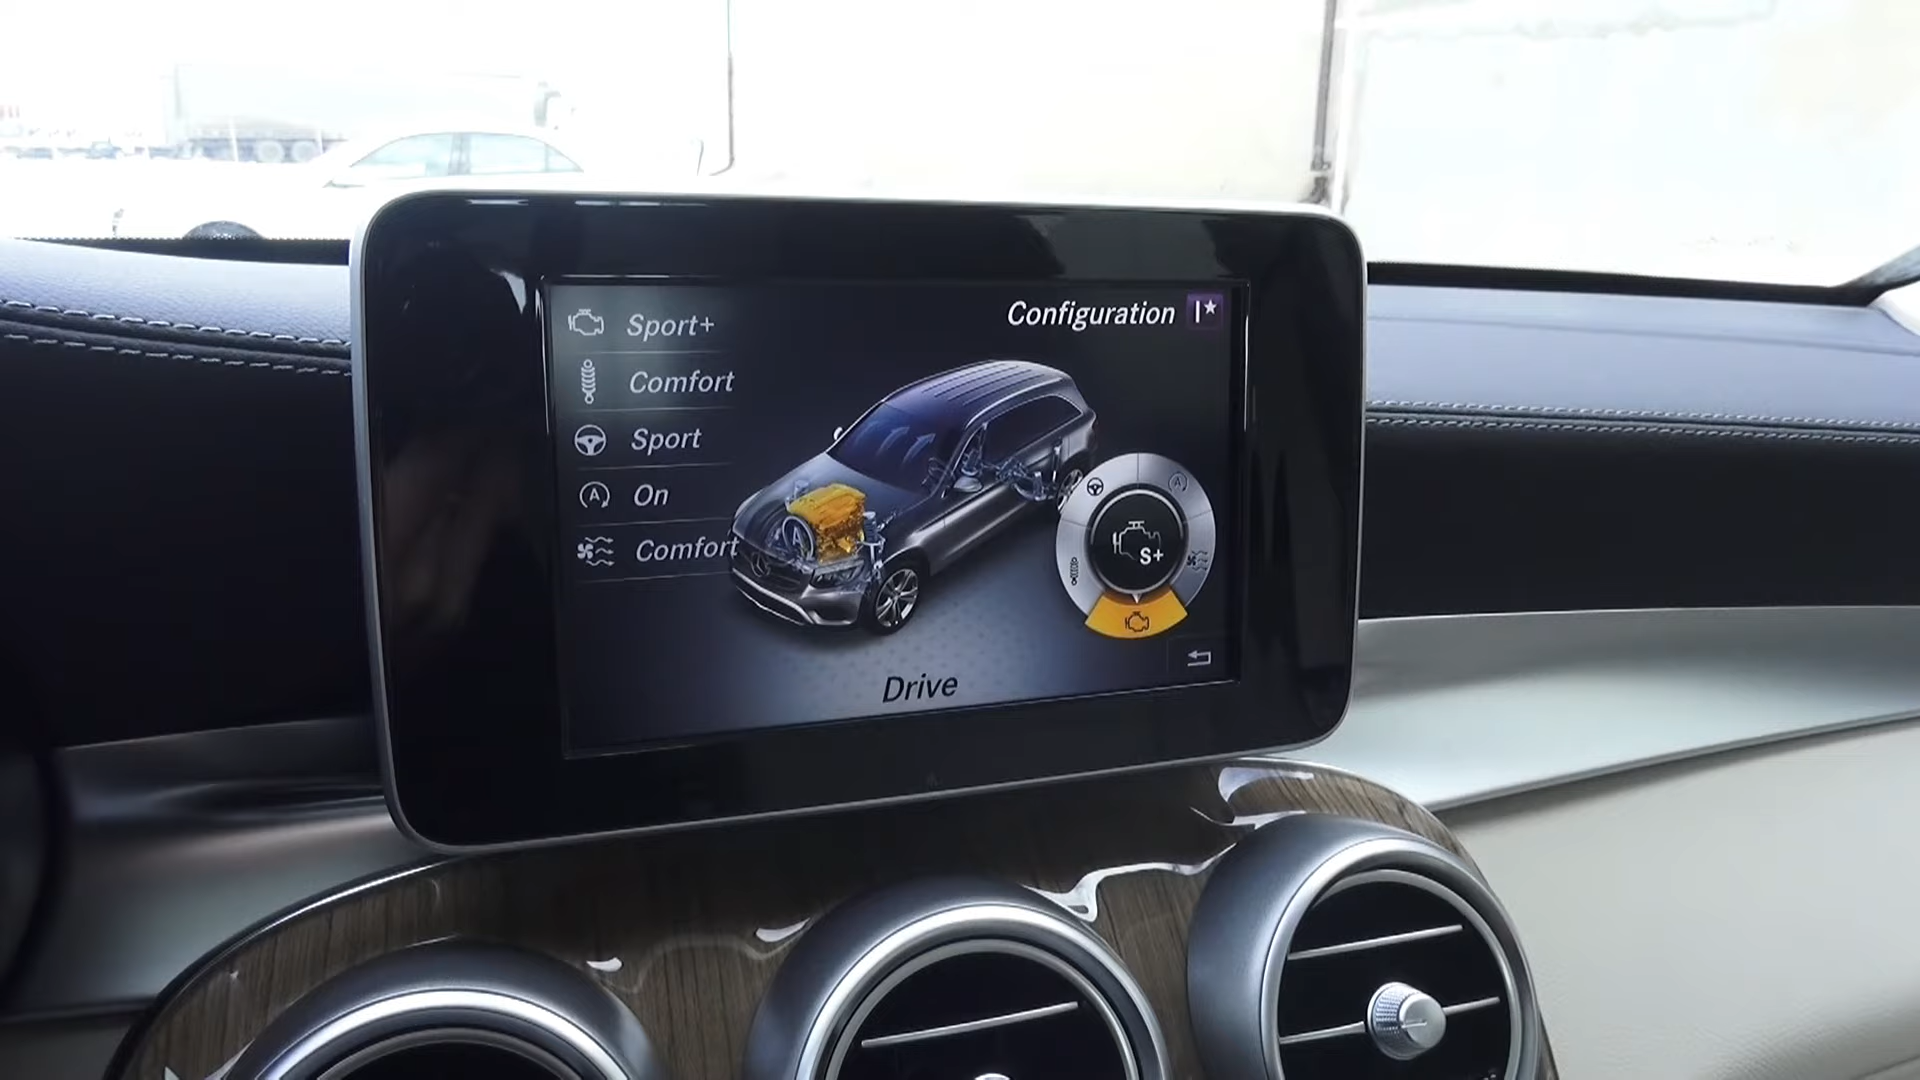 Configuration
Sport+
Comfort
Sport
A On
Comfort
A
S+
Drive